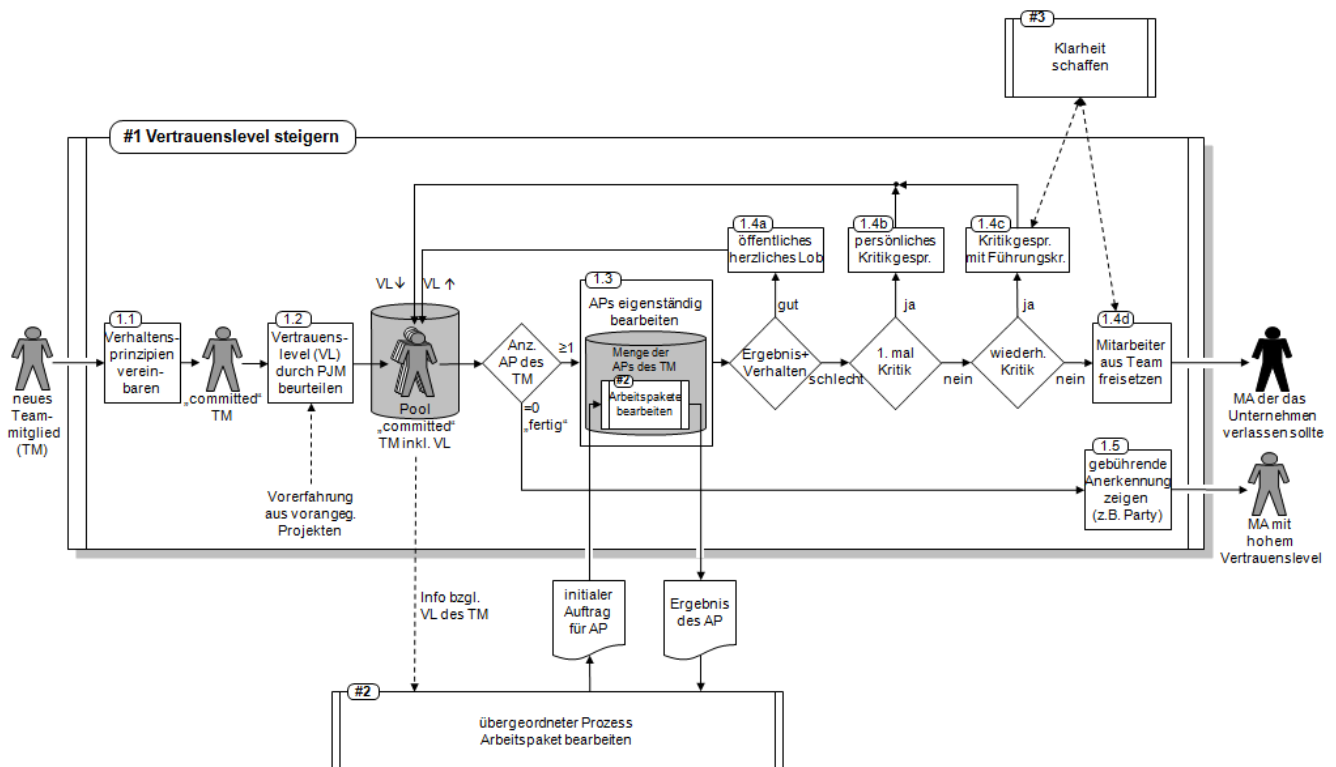 #3
Klarheit
schaffen
#1 Vertrauenslevel steigern
1.4a
öffentliches
herzliches Lob
1.4b
persönliches
Kritikgespr.
1.4c
Kritikgespr.
mit Führungskr.
VL ↓
VL ↑
1.1
Verhaltens-
prinzipien
verein-
baren
1.2
Vertrauens-
level (VL)
durch PJM
beurteilen
1.3
APs eigenständig
bearbeiten
Menge der
APs des TM
#2
Arbeitspakete
bearbeiten
Anz.
AP des
TM
≥1
=0
„fertig“
gut
Ergebnis+
Verhalten
schlecht
ja
1. mal
Kritik
nein
ja
wiederh.
Kritik
nein
1.4d
Mitarbeiter
aus Team
freisetzen
neues
Team-
mitglied
(TM)
„committed“
TM
Pool
„committed“
TM inkl. VL
MA der das
Unternehmen
verlassen sollte
1.5
gebührende
Anerkennung
zeigen
(z.B. Party)
MA mit
hohem
Vertrauenslevel
Vorerfahrung
aus vorangeg.
Projekten
Info bzgl.
VL des TM
initialer
Auftrag
für AP
Ergebnis
des AP
#2
übergeordneter Prozess
Arbeitspaket bearbeiten